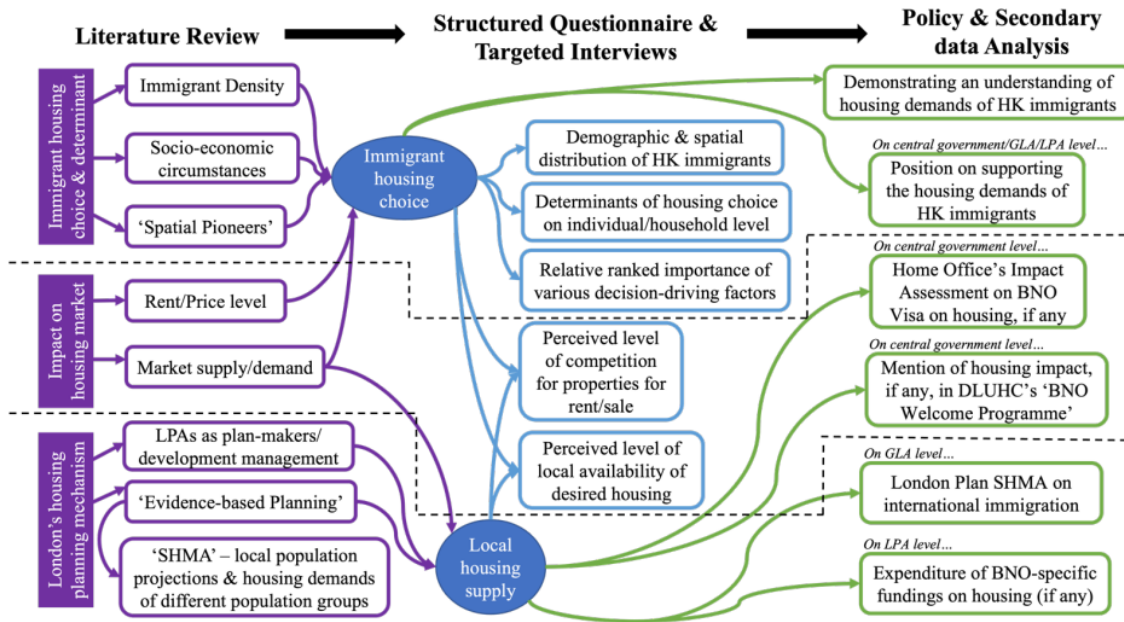 Literature Review
Structured Questionnaire &
Targeted Interviews
Policy & Secondary
data Analysis
Immigrant housing
choice & determinant
Immigrant Density
Socio-economic
circumstances
‘Spatial Pioneers’
Impact on
housing market
Rent/Price level
Market supply/demand
London’s housing
planning mechanism
LPAs as plan-makers/
development management
‘Evidence-based Planning’
‘SHMA’ – local population
projections & housing demands
of different population groups
Immigrant
housing
choice
Local
housing
supply
Demographic & spatial
distribution of HK immigrants
Determinants of housing choice
on individual/household level
Relative ranked importance of
various decision-driving factors
Perceived level
of competition
for properties for
rent/sale
Perceived level of
local availability of
desired housing
Demonstrating an understanding of
housing demands of HK immigrants
On central government/GLA/LPA level…
Position on supporting
the housing demands of
HK immigrants
On central government level…
Home Office’s Impact
Assessment on BNO
Visa on housing, if any
On central government level…
Mention of housing impact,
if any, in DLUHC’s ‘BNO
Welcome Programme’
On GLA level…
London Plan SHMA on
international immigration
On LPA level…
Expenditure of BNO-specific
fundings on housing (if any)